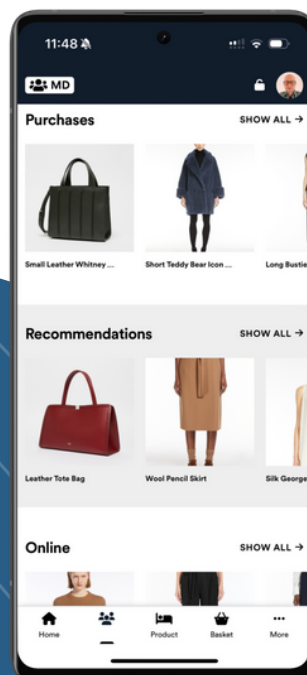 11:48
MD
Purchases
SHOW ALL →
Small Leather Whitney ...
Short Teddy Bear Icon ...
Long Bustie
Recommendations
SHOW ALL →
Leather Tote Bag
Wool Pencil Skirt
Silk George
Online
SHOW ALL →
Home
Product
Basket
More